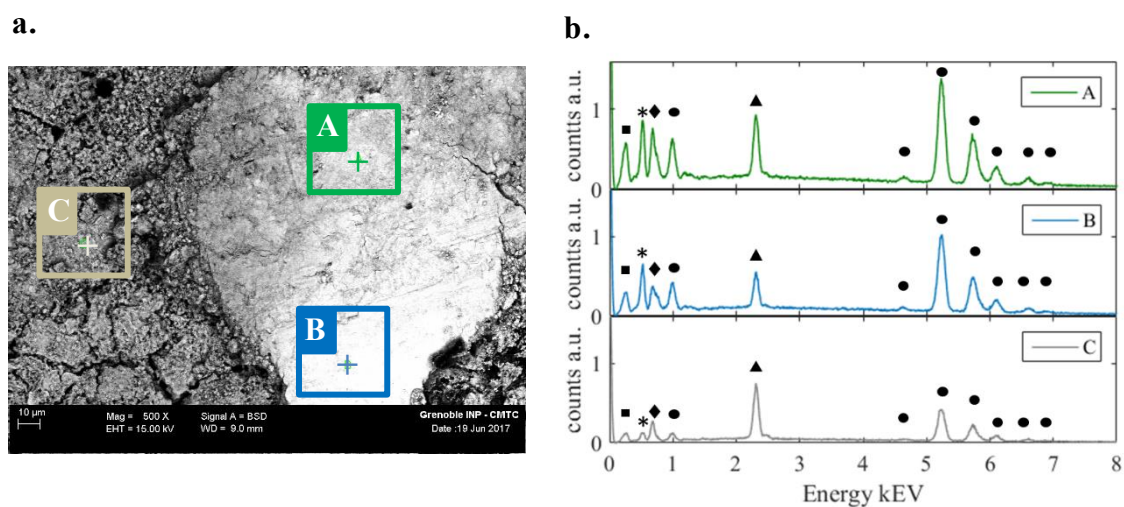 a.
A
B
C
10 µm
Mag = 500 X
EHT = 15.00 kV
Signal A = BSD
WD = 9.0 mm
Grenoble INP - CMTC
Date :19 Jun 2017
b.
countts a.u.
1
0
A
countts a.u.
1
0
B
counts a.u.
1
0
C
0 1 2 3 4 5 6 7 8
Energy kEV